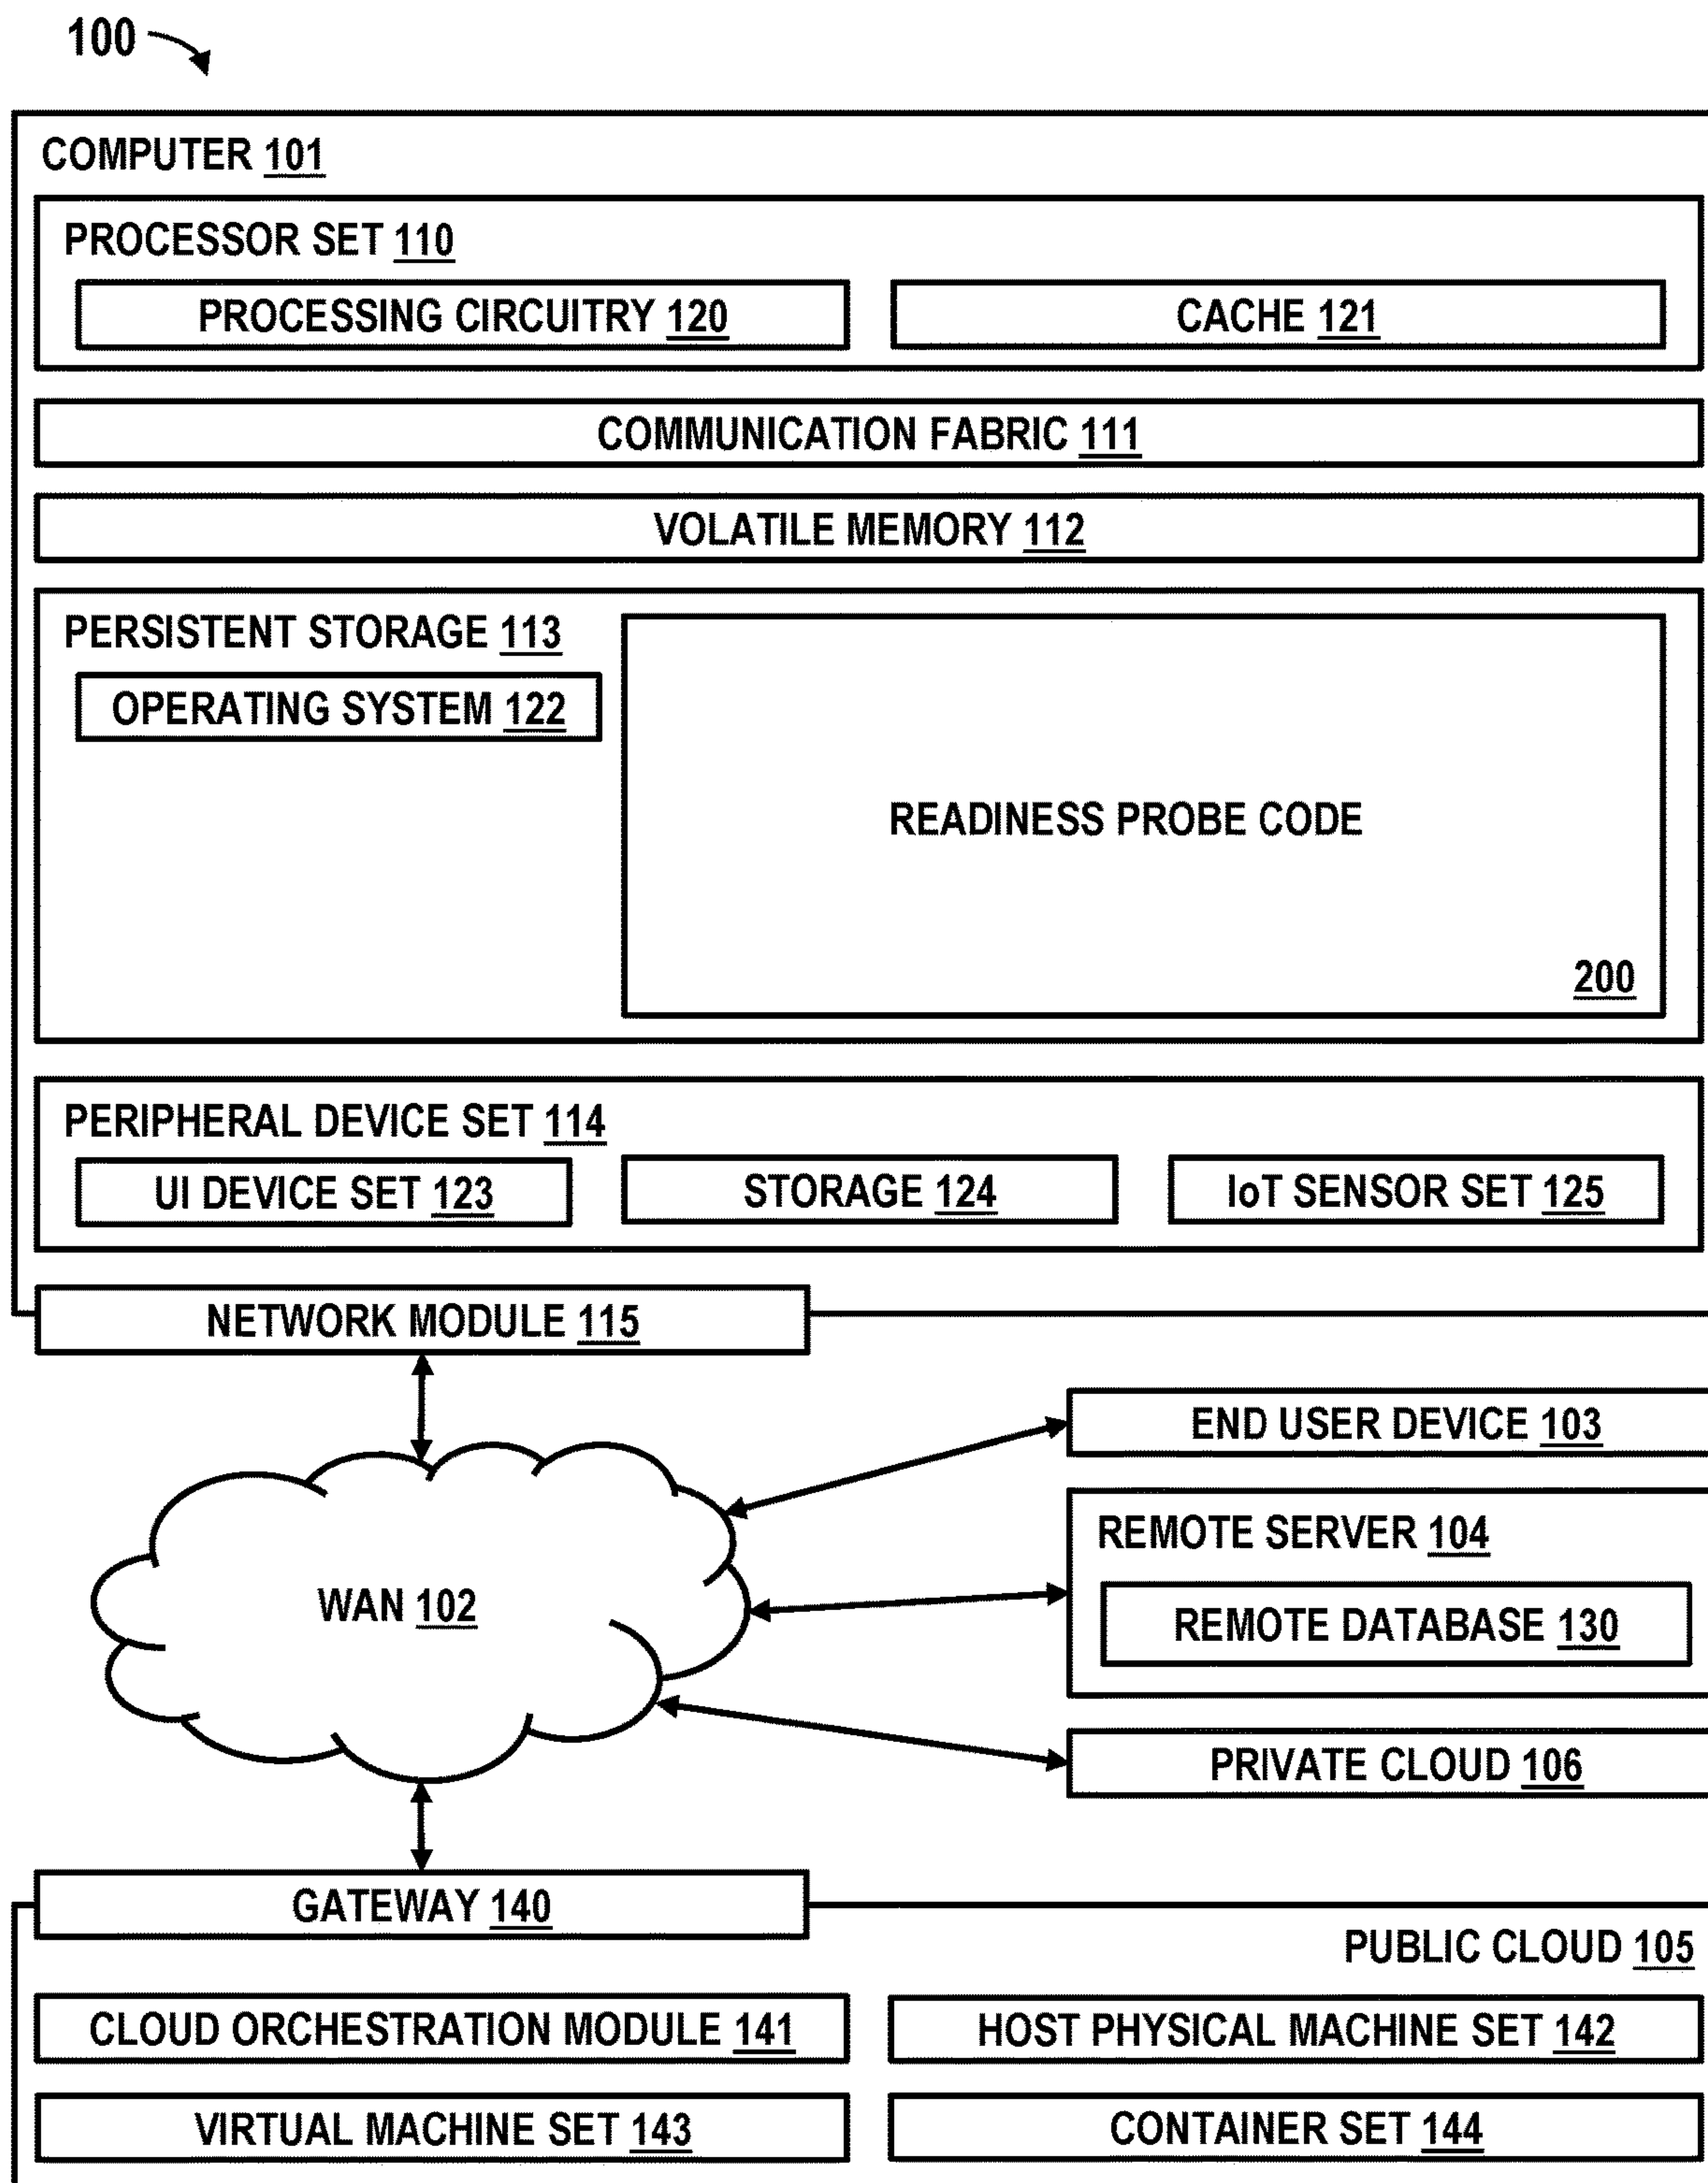 100
COMPUTER 101
PROCESSOR SET 110
PROCESSING CIRCUITRY 120
CACHE 121
COMMUNICATION FABRIC 111
VOLATILE MEMORY 112
PERSISTENT STORAGE 113
OPERATING SYSTEM 122
READINESS PROBE CODE
200
PERIPHERAL DEVICE SET 114
UI DEVICE SET 123
STORAGE 124
IoT SENSOR SET 125
NETWORK MODULE 115
END USER DEVICE 103
REMOTE SERVER 104
WAN 102
REMOTE DATABASE 130
PRIVATE CLOUD 106
GATEWAY 140
PUBLIC CLOUD 105
CLOUD ORCHESTRATION MODULE 141
HOST PHYSICAL MACHINE SET 142
VIRTUAL MACHINE SET 143
CONTAINER SET 144